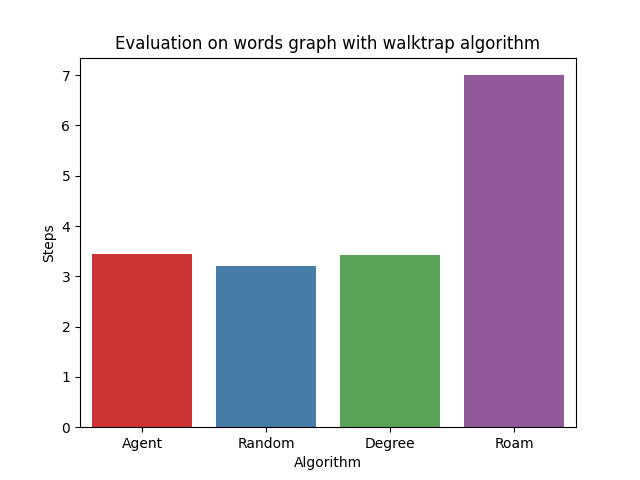 Evaluation on words graph with walktrap algorithm
7
6
5
4
3
2
1
0
Steps
Agent Random Degree Roam
Algorithm